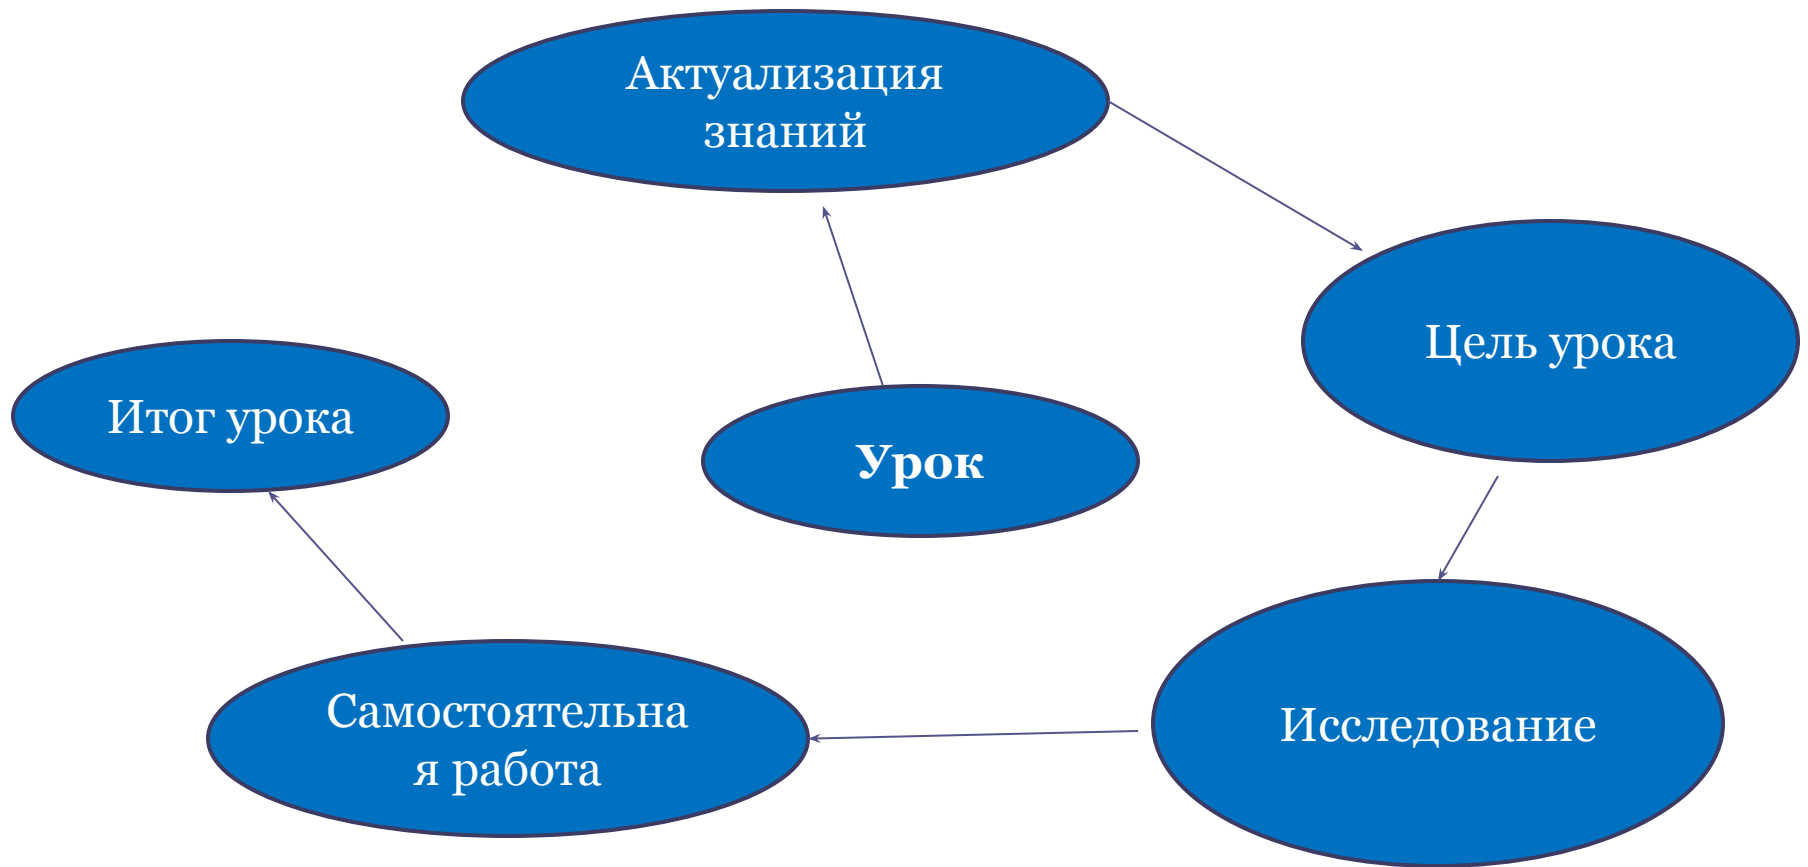 Актуализация
знаний
Цель урока
Итог урока
Урок
Самостоятельна
я работа
Исследование